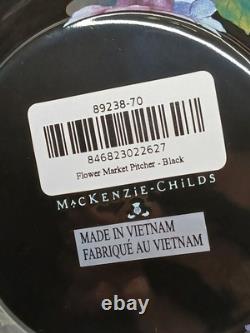 89238-70
846823022627
Flower Market Pitcher - Black
MACKENZIE-CHILDS
MADE IN VIETNAM
FABRIQUÉ AU VIETNAM